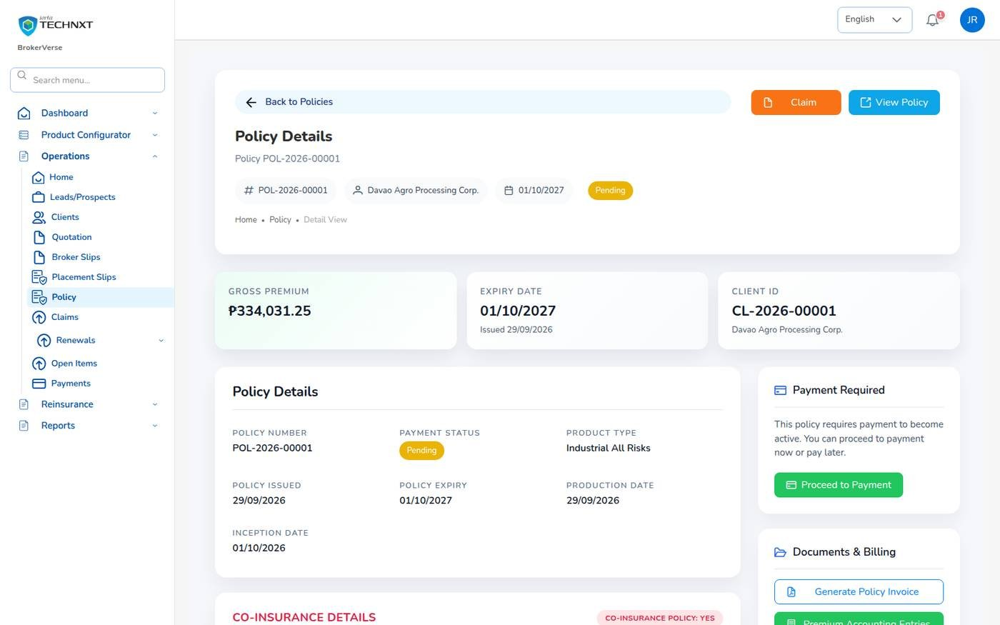 iorta
TECHNXT
BrokerVerse
Search menu...
Dashboard
Product Configurator
Operations
Home
Leads/Prospects
Clients
Quotation
Broker Slips
Placement Slips
Policy
Claims
Renewals
Open Items
Payments
Reinsurance
Reports
English
1
JR
Back to Policies
Claim
View Policy
Policy Details
Policy POL-2026-00001
POL-2026-00001
Davao Agro Processing Corp.
01/10/2027
Pending
Home • Policy • Detail View
GROSS PREMIUM
₱334,031.25
EXPIRY DATE
01/10/2027
Issued 29/09/2026
CLIENT ID
CL-2026-00001
Davao Agro Processing Corp.
Policy Details
POLICY NUMBER
POL-2026-00001
PAYMENT STATUS
Pending
PRODUCT TYPE
Industrial All Risks
POLICY ISSUED
29/09/2026
POLICY EXPIRY
01/10/2027
PRODUCTION DATE
29/09/2026
INCEPTION DATE
01/10/2026
CO-INSURANCE DETAILS
CO-INSURANCE POLICY: YES
Payment Required
This policy requires payment to become
active. You can proceed to payment
now or pay later.
Proceed to Payment
Documents & Billing
Generate Policy Invoice
Premium Accounting Entries